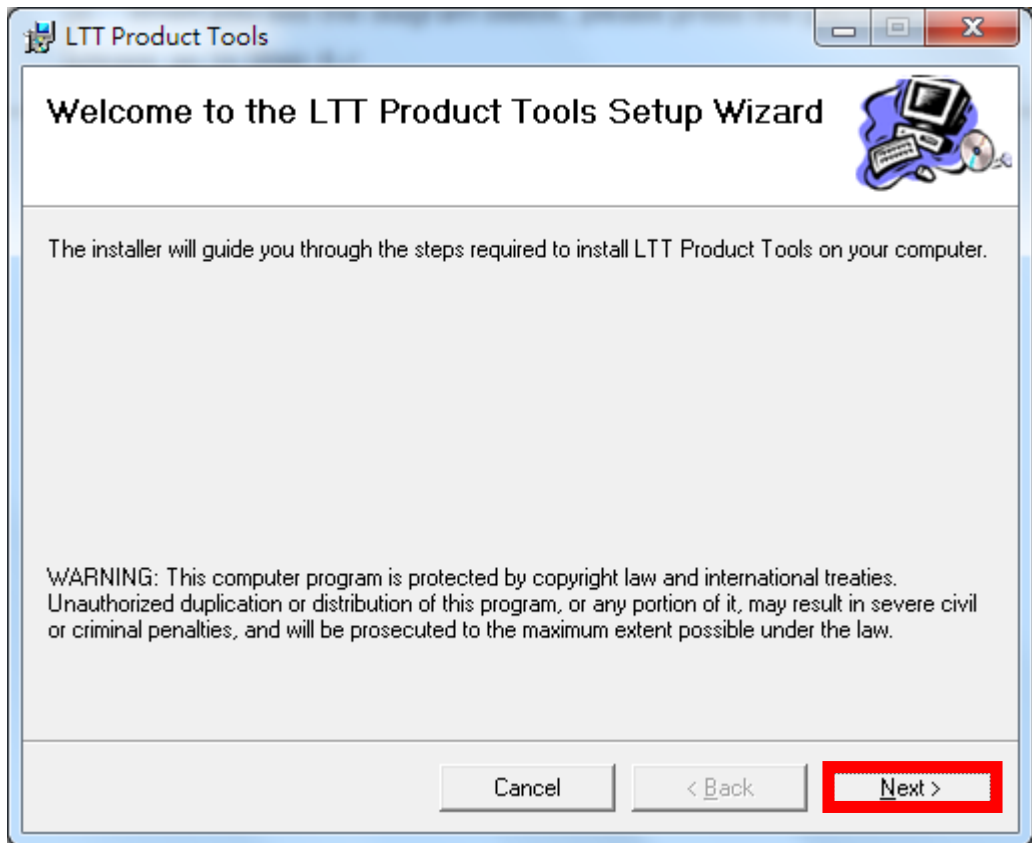 LTT Product Tools
Welcome to the LTT Product Tools Setup Wizard
The installer will guide you through the steps required to install LTT Product Tools on your computer.
WARNING: This computer program is protected by copyright law and international treaties.
Unauthorized duplication or distribution of this program, or any portion of it, may result in severe civil
or criminal penalties, and will be prosecuted to the maximum extent possible under the law.
Cancel
< Back
Next >